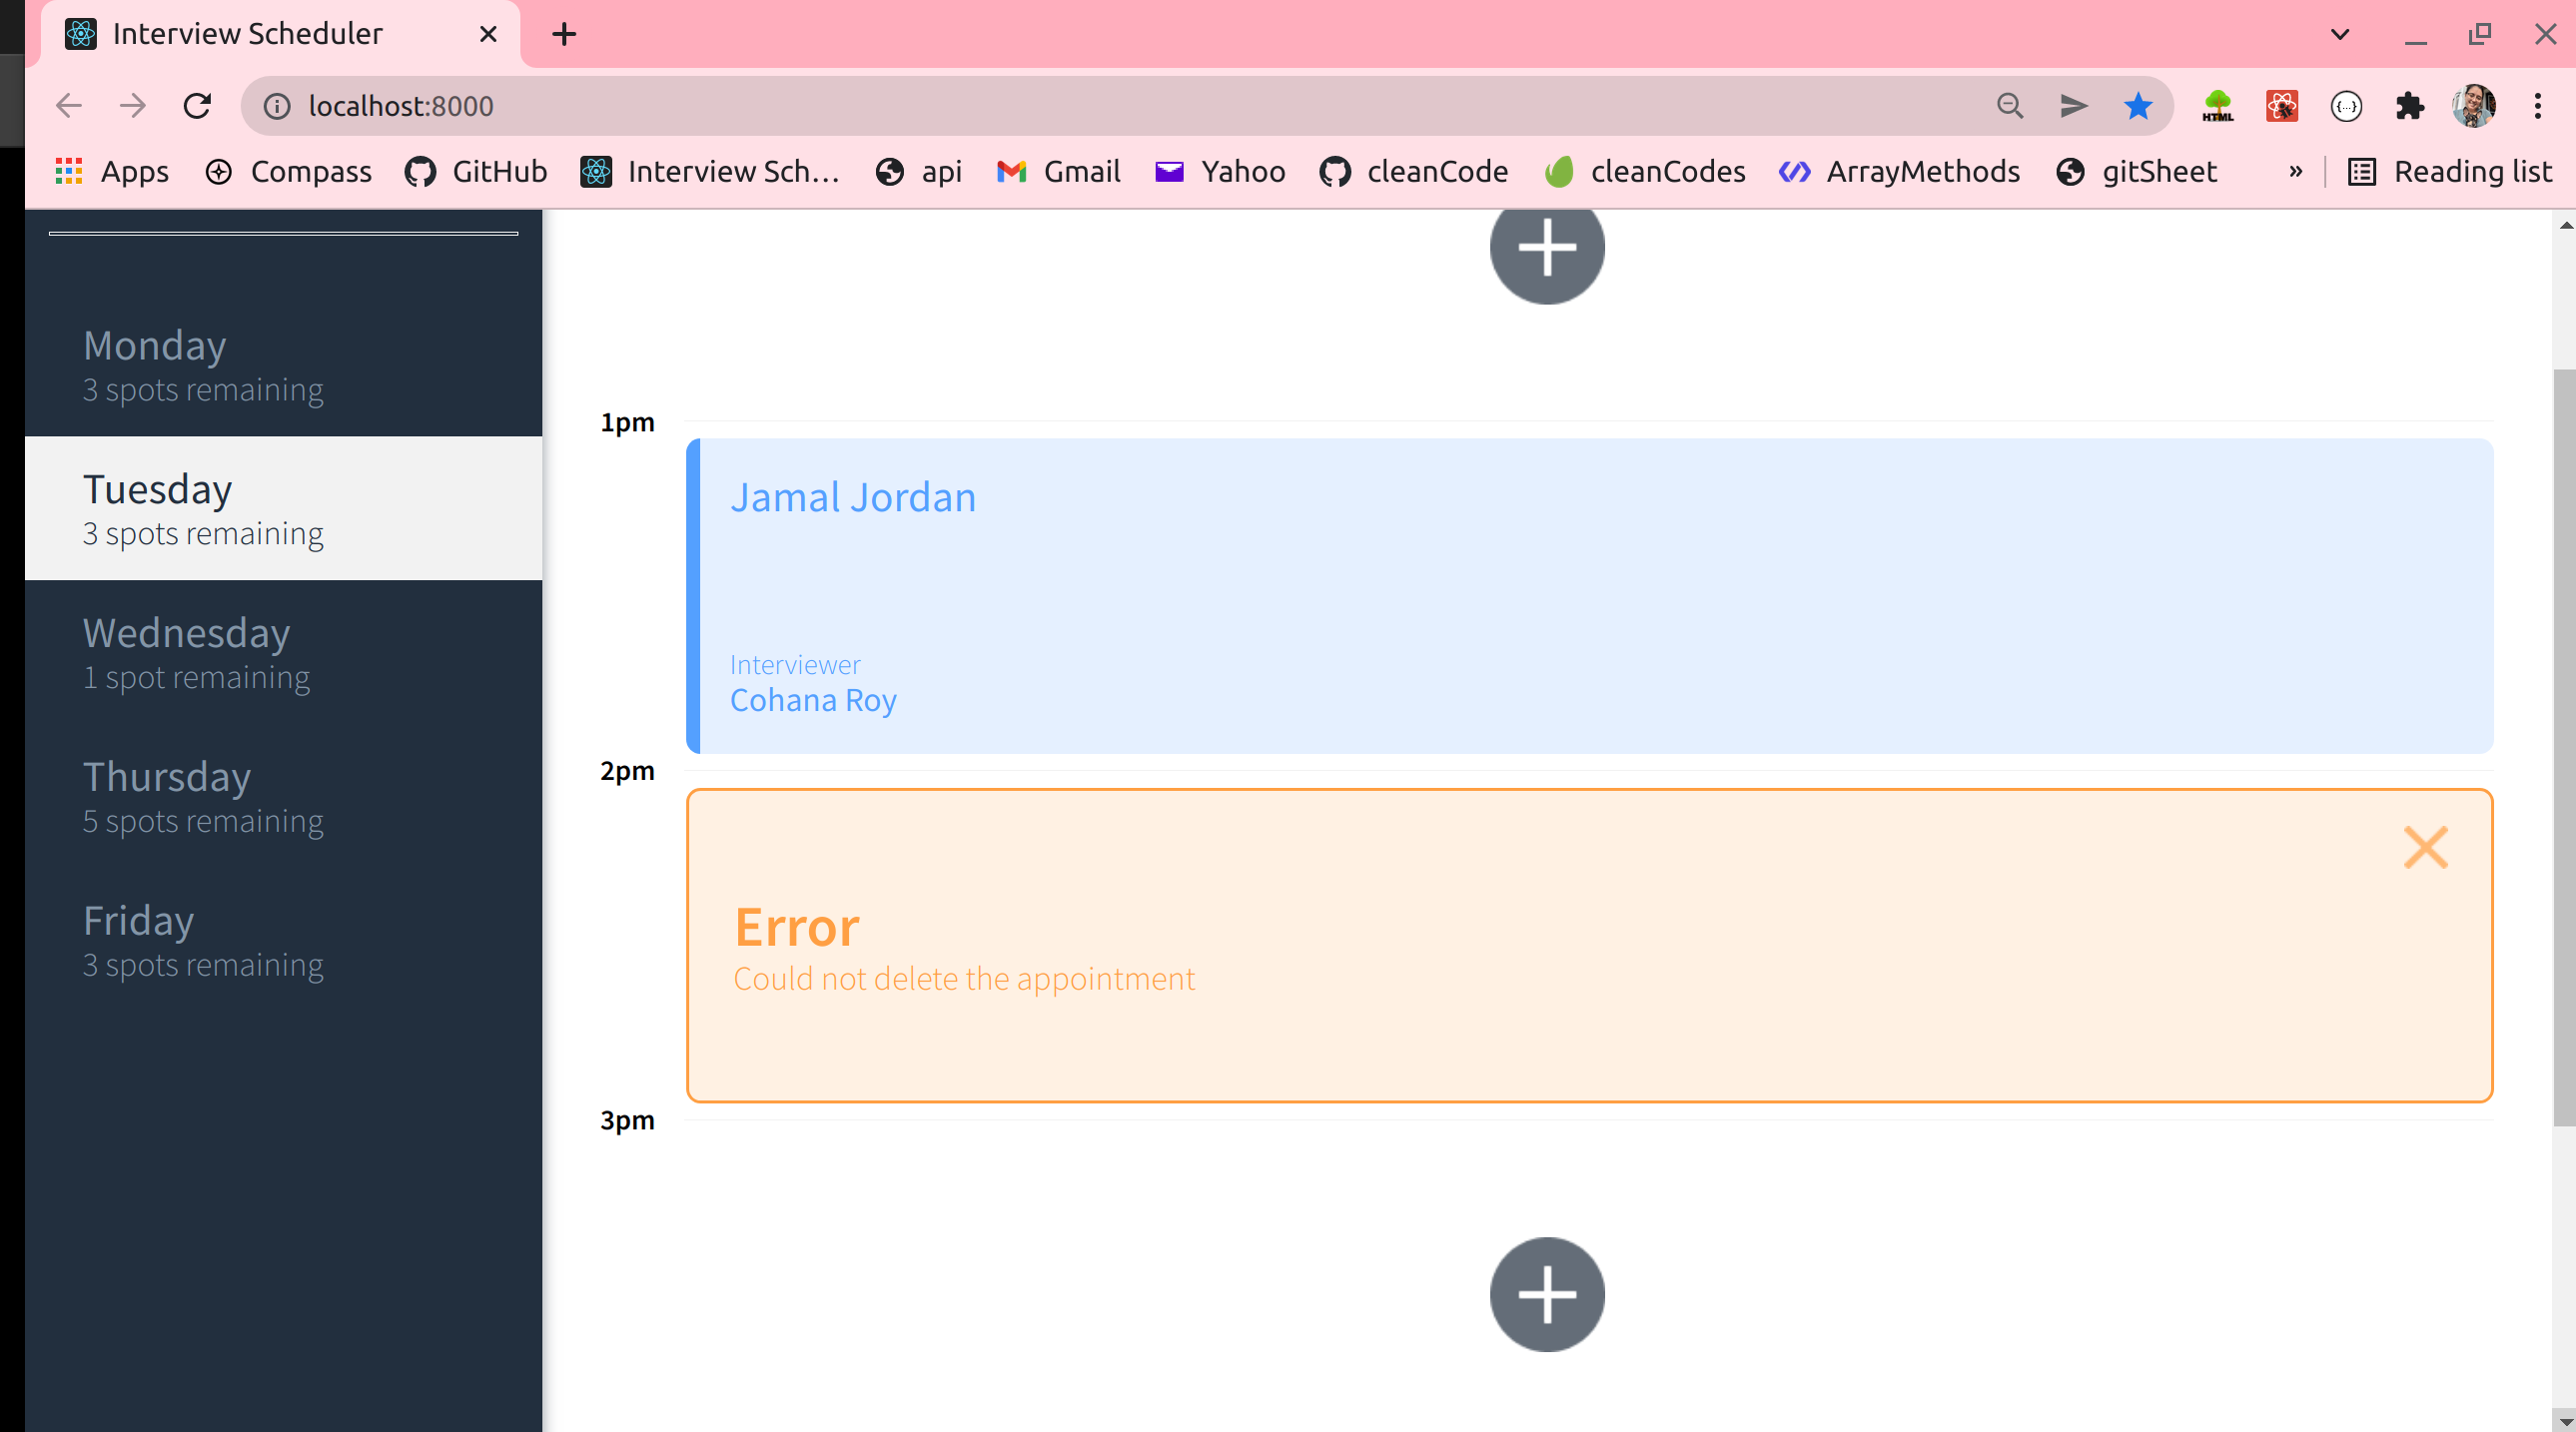 Interview Scheduler
localhost:8000
HTML
{...}
Apps
Compass
GitHub
Interview Sch...
api
Gmail
Yahoo
cleanCode
cleanCodes
ArrayMethods
gitSheet
»
Reading list
Monday
3 spots remaining
Tuesday
3 spots remaining
Wednesday
1 spot remaining
Thursday
5 spots remaining
Friday
3 spots remaining
1pm
Jamal Jordan
Interviewer
Cohana Roy
2pm
Error
Could not delete the appointment
3pm